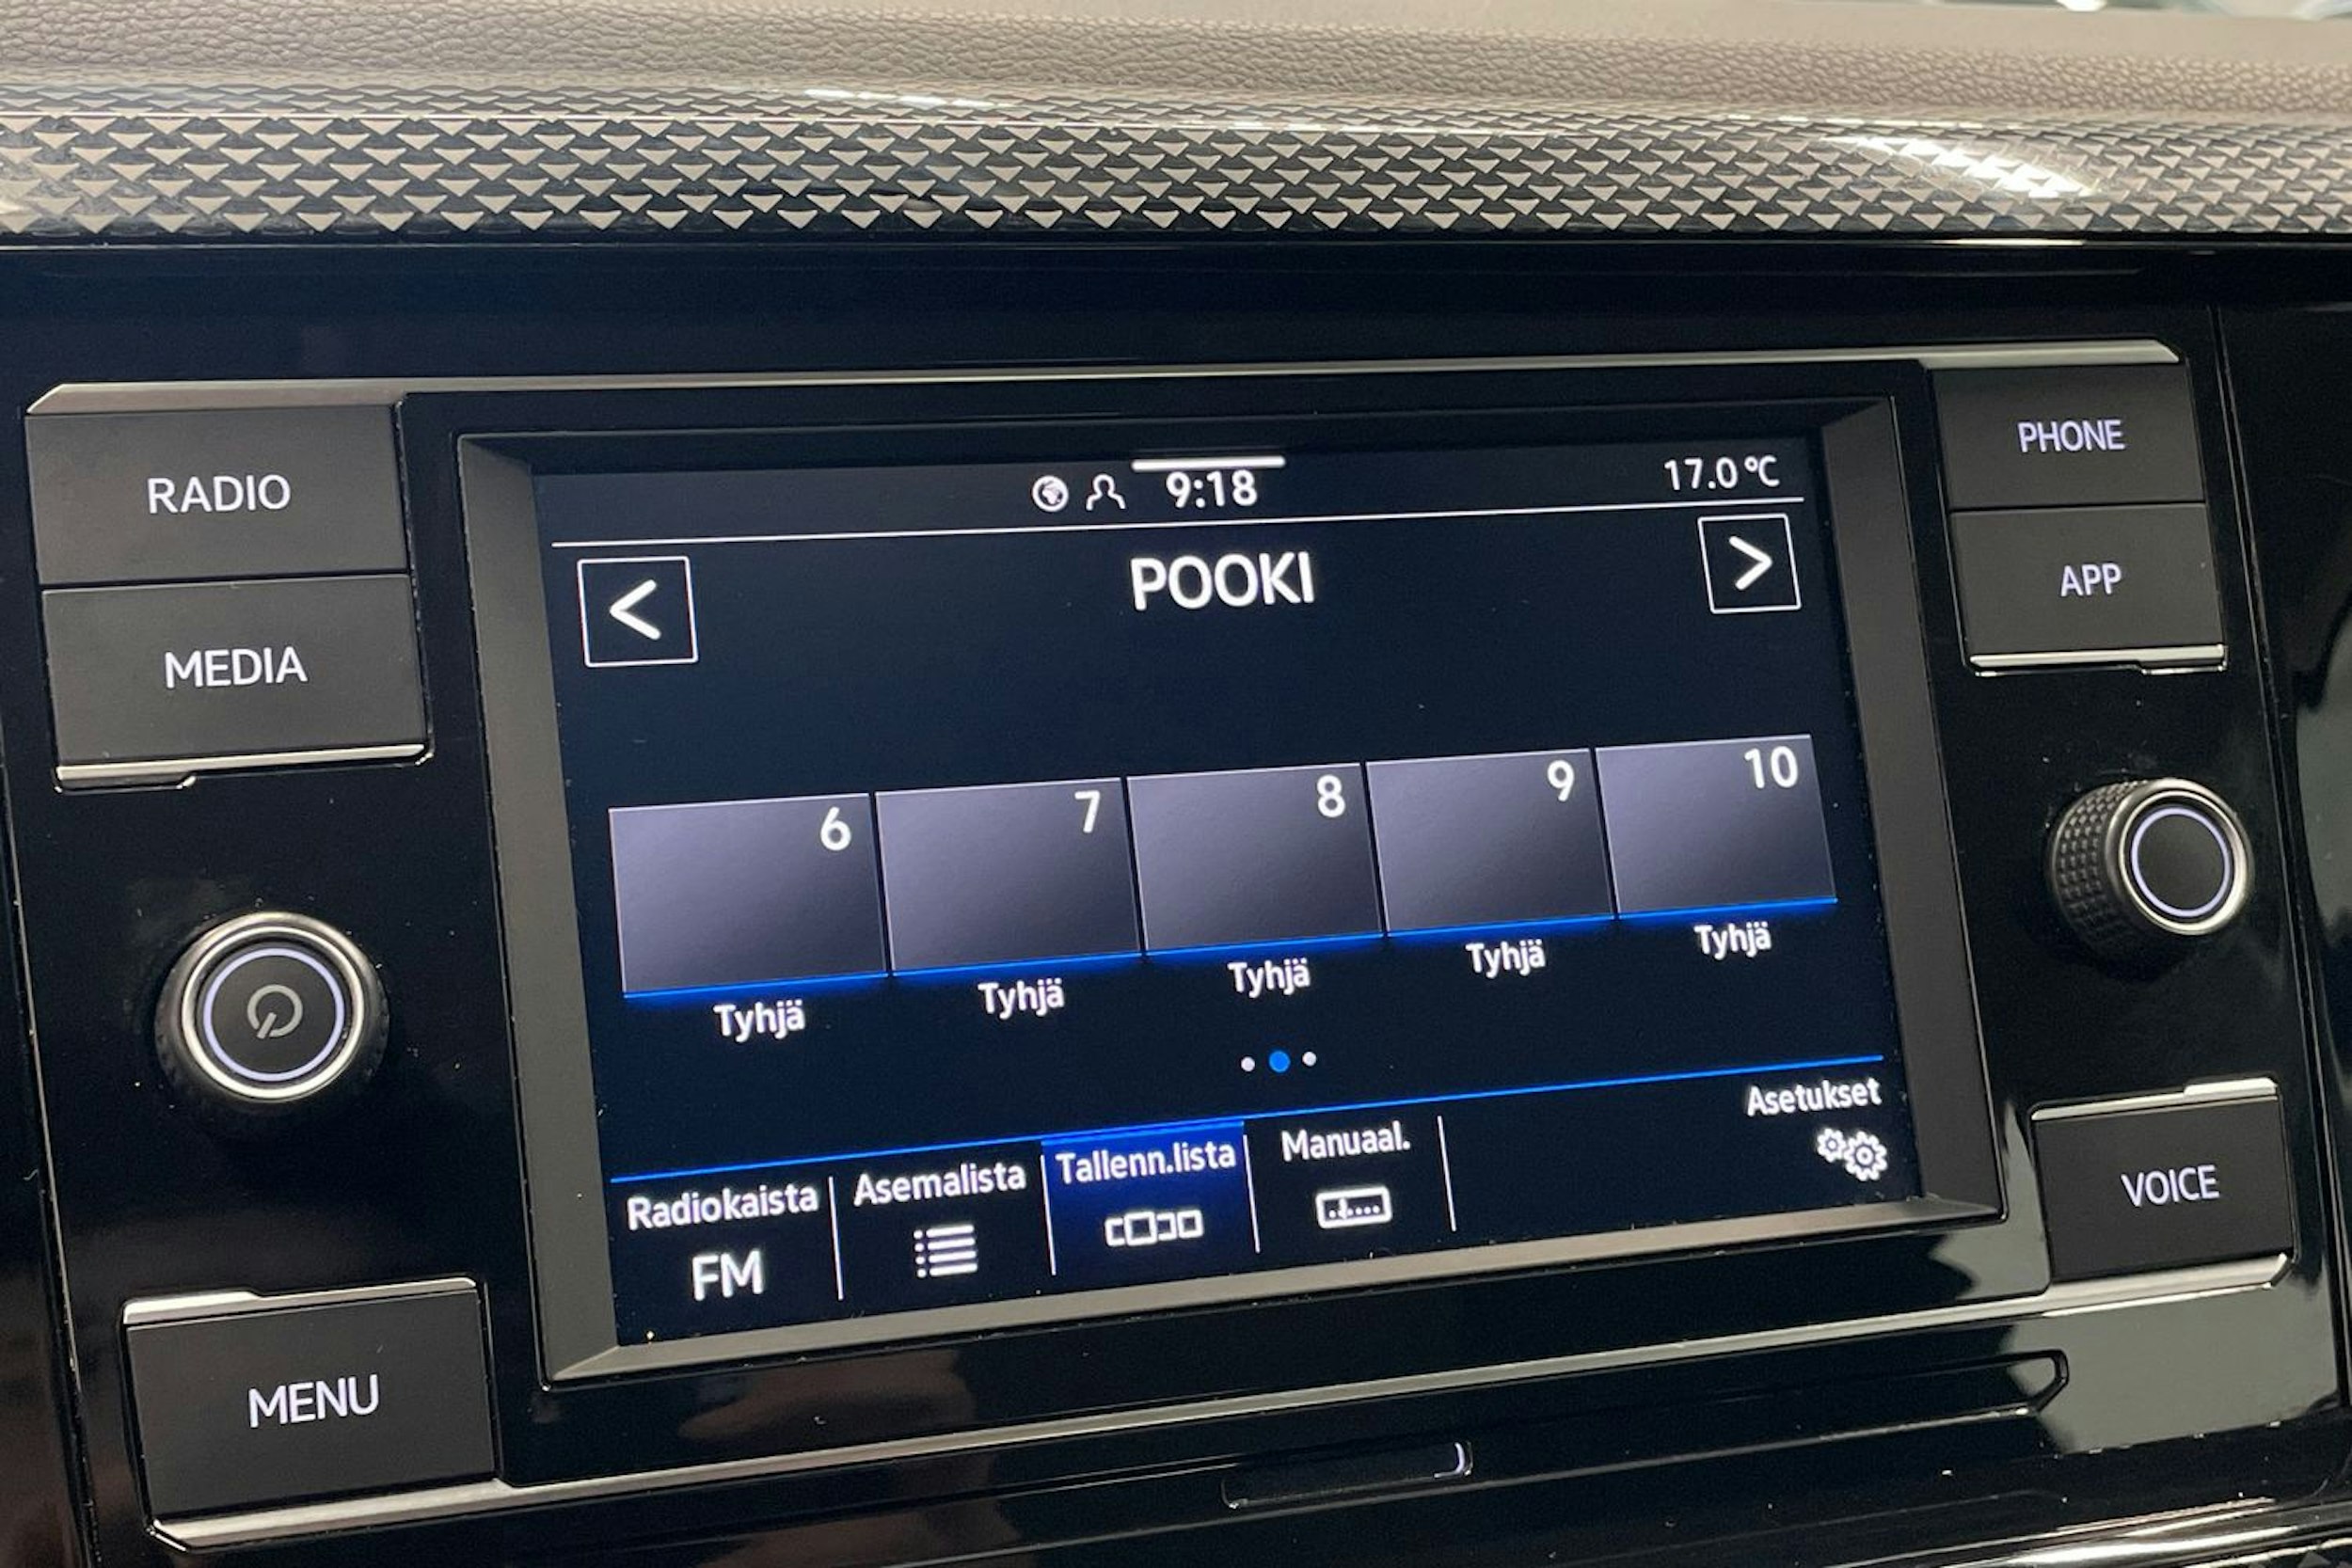 RADIO
MEDIA
MENU
9:18
17.0 °C
<
POOKI
>
6
7
8
9
10
Tyhjä
Tyhjä
Tyhjä
Tyhjä
Tyhjä
Radiokaista
FM
Asemalista
Tallenn.lista
Manuaal.
Asetukset
PHONE
APP
VOICE